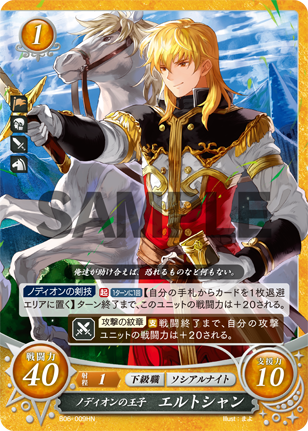 1
SAMPLE
俺達が助け合えば、恐れるものなど何もない。
ノディオンの剣技 起 1ターンに1回 【自分の手札からカードを1枚退避
エリアに置く】ターン終了まで、このユニットの戦闘力は+20される。
攻撃の紋章 支 戦闘終了まで、自分の攻撃
ユニットの戦闘力は+20される。
戦闘力 40
射程 1 下級職 ソシアルナイト
支援力 10
ノディオンの王子 エルトシャン
B06-009HN
Illust:まよ